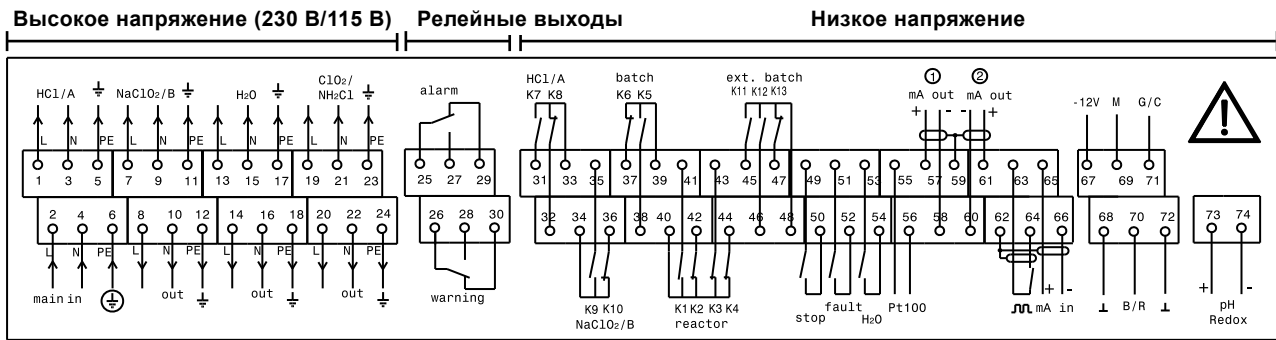 Высокое напряжение (230 В/115 В) Релейные выходы Низкое напряжение
HCl/A NaClO2/B H2O ClO2/
NH2Cl
alarm
HCl/A
K7 K8
batch
K6 K5
ext. batch
K11 K12 K13
① ②
mA out mA out
+ - - +
-12V M G/C
L N PE L N PE L N PE L N PE
1 3 5 7 9 11 13 15 17 19 21 23 25 27 29 31 33 35 37 39 41 43 45 47 49 51 53 55 57 59 61 63 65 67 69 71
2 4 6 8 10 12 14 16 18 20 22 24 26 28 30 32 34 36 38 40 42 44 46 48 50 52 54 56 58 60 62 64 66 68 70 72 73 74
L N PE L N PE L N PE L N PE
main in out out out
warning
K9 K10
NaClO2/B
K1 K2 K3 K4
reactor
stop fault H2O Pt100
+ -
mA in
B/R
+ -
pH
Redox